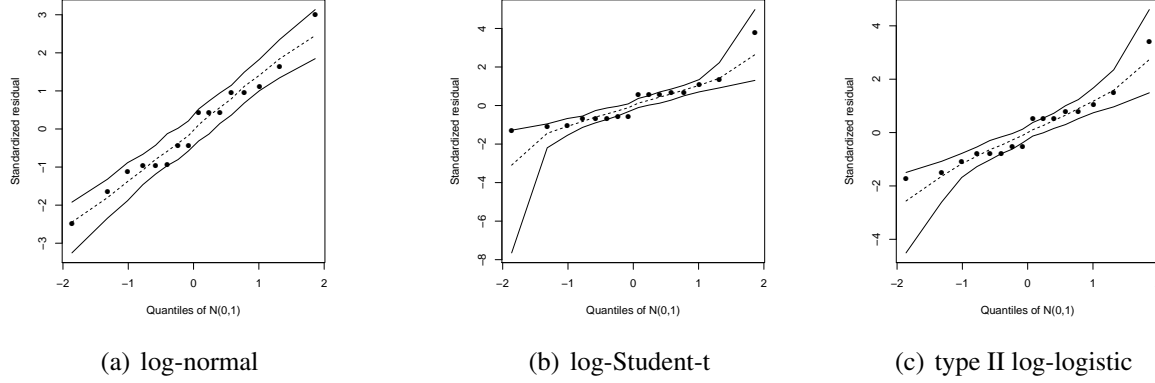 3
2
1
0
−1
−2
−3
−2 −1 0 1 2
Standardized residual
Quantiles of N(0,1)
(a) log-normal
4
2
0
−2
−4
−6
−8
−2 −1 0 1 2
Standardized residual
Quantiles of N(0,1)
(b) log-Student-t
4
2
0
−2
−4
−2 −1 0 1
Standardized residual
Quantiles of N(0,1)
(c) type II log-logistic